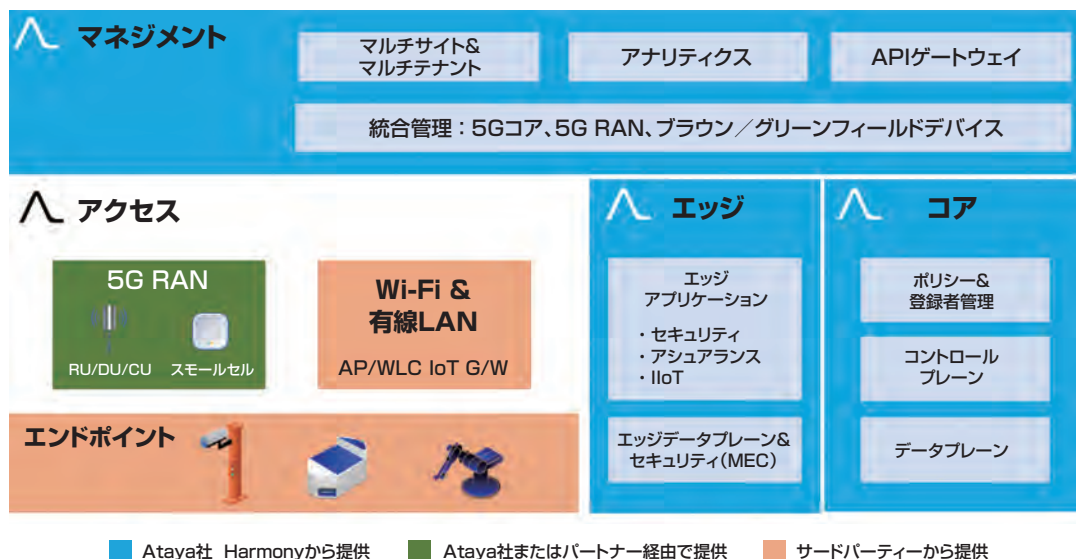 マネジメント
マルチサイト&
マルチテナント
アナリティクス
APIゲートウェイ
統合管理：5Gコア、5G RAN、ブラウン／グリーンフィールドデバイス
アクセス
5G RAN
RU/DU/CU
スモールセル
Wi-Fi &
有線LAN
AP/WLC IoT G/W
エンドポイント
エッジ
エッジ
アプリケーション
・セキュリティ
・アシュアランス
・IIoT
エッジデータプレーン&
セキュリティ(MEC)
コア
ポリシー&
登録者管理
コントロール
プレーン
データプレーン
Ataya社 Harmonyから提供
Ataya社またはパートナー経由で提供
サードパーティーから提供